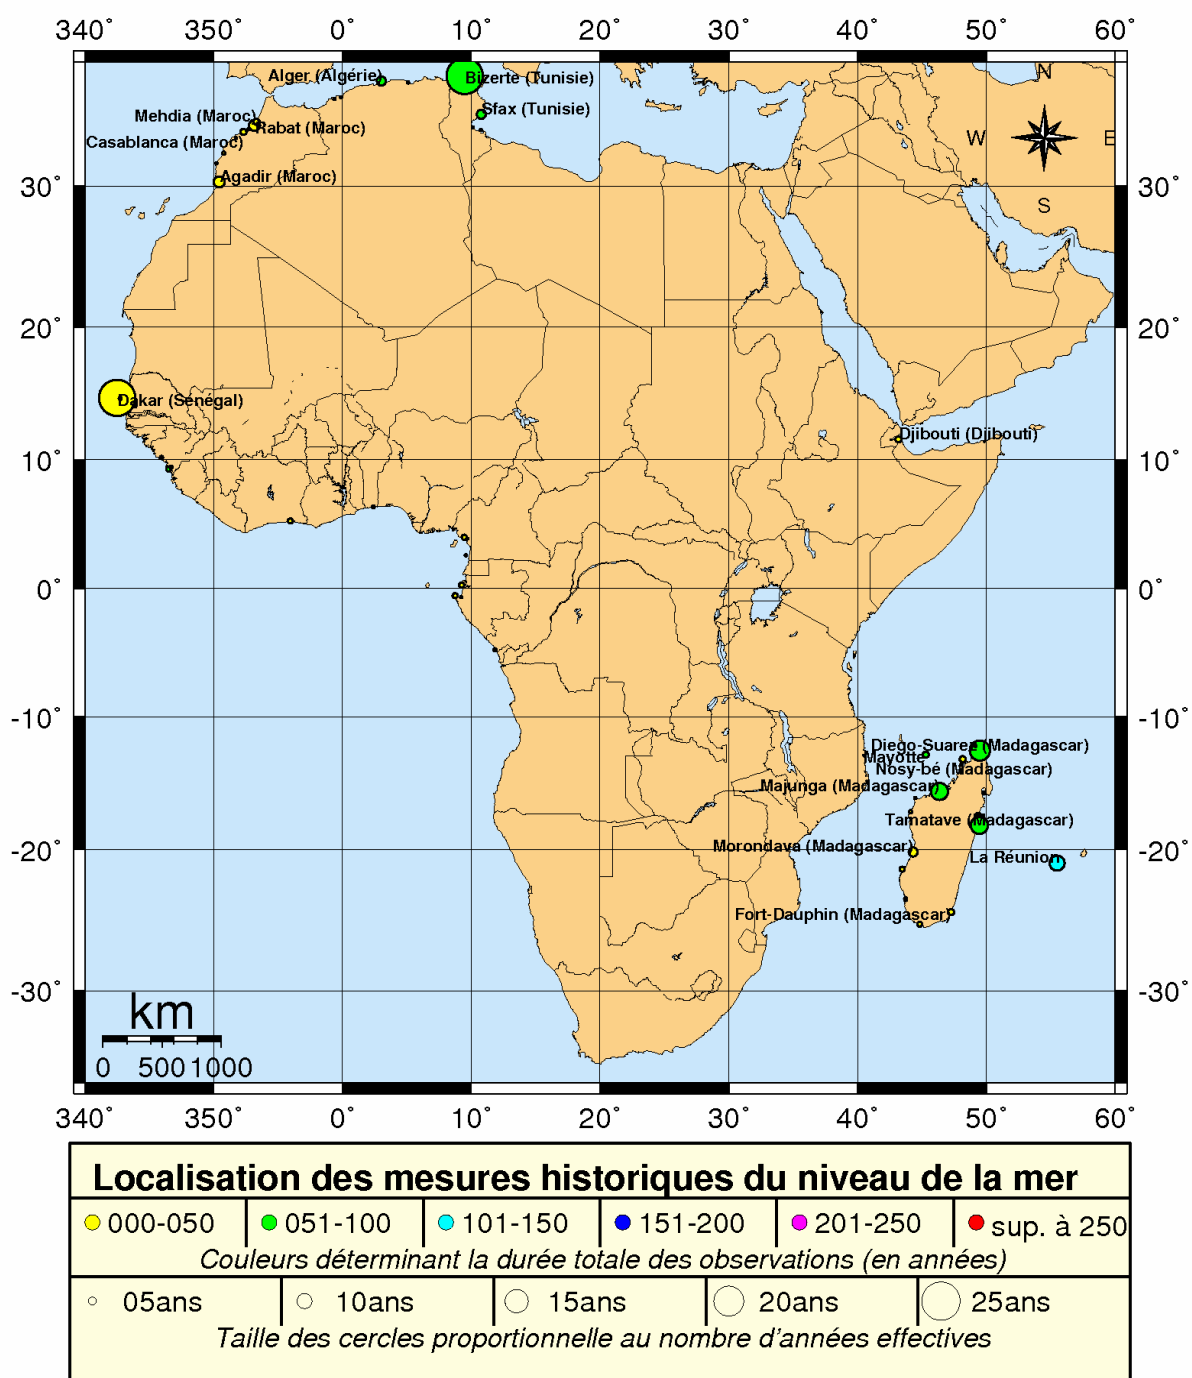 340° 350° 0° 10° 20° 30° 40° 50° 60°
N
Alger (Algérie)
Bizerte (Tunisie)
Sfax (Tunisie)
Mehdia (Maroc)
Rabat (Maroc)
W E
Casablanca (Maroc)
Agadir (Maroc)
30° 30°
S
20° 20°
Dakar (Sénégal)
Djibouti (Djibouti)
10° 10°
0° 0°
-10° -10°
Diego-Suarez (Madagascar)
Mayotte
Nosy-bé (Madagascar)
Majunga (Madagascar)
Tamatave (Madagascar)
Morondava (Madagascar)
-20° -20°
La Réunion
Fort-Dauphin (Madagascar)
-30° -30°
km
0 500 1000
340° 350° 0° 10° 20° 30° 40° 50° 60°
Localisation des mesures historiques du niveau de la mer
000-050 051-100 101-150 151-200 201-250 sup. à 250
Couleurs déterminant la durée totale des observations (en années)
05ans 10ans 15ans 20ans 25ans
Taille des cercles proportionnelle au nombre d'années effectives